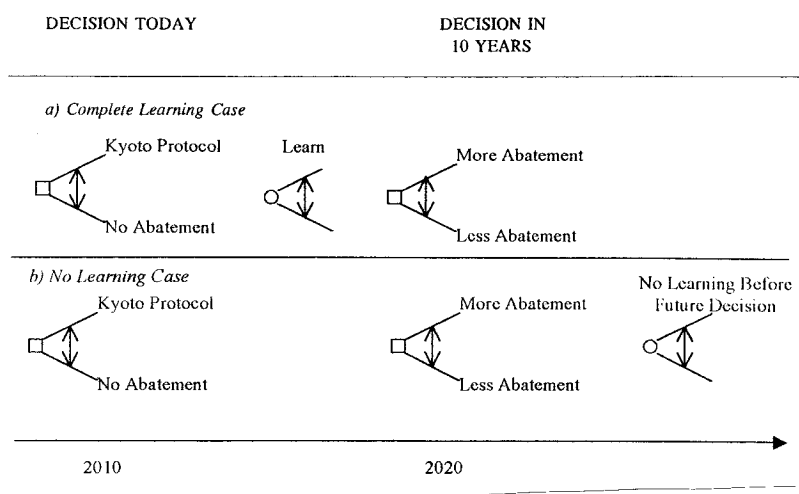 DECISION TODAY
DECISION IN
10 YEARS
a) Complete Learning Case
Kyoto Protocol
Learn
More Abatement
No Abatement
Less Abatement
b) No Learning Case
No Learning Before
Future Decision
Kyoto Protocol
More Abatement
No Abatement
Less Abatement
2010
2020